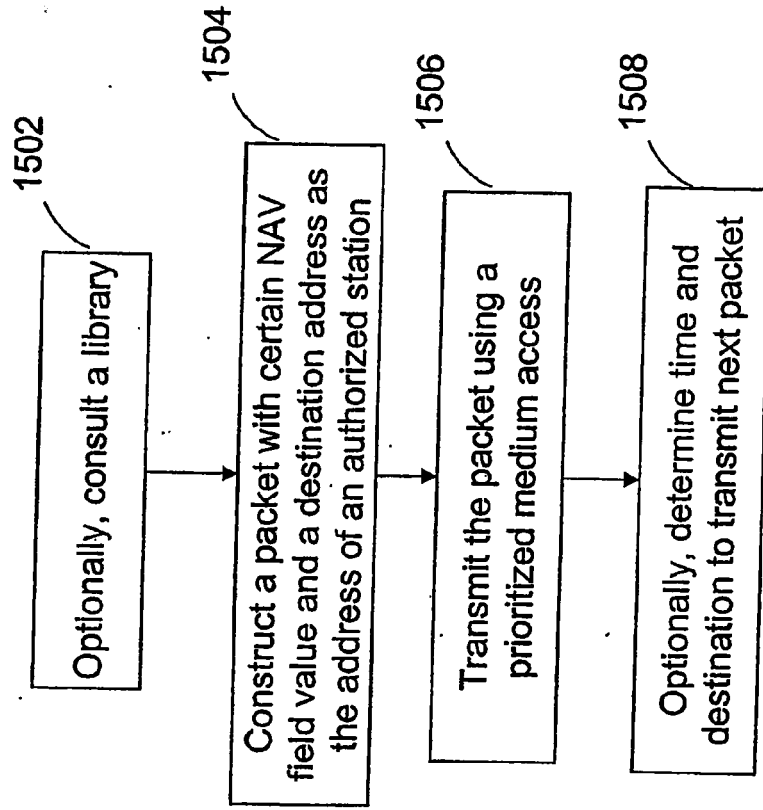 1502
Optionally, consult a library
1504
Construct a packet with certain NAV
field value and a destination address as
the address of an authorized station
1506
Transmit the packet using a
prioritized medium access
1508
Optionally, determine time and
destination to transmit next packet